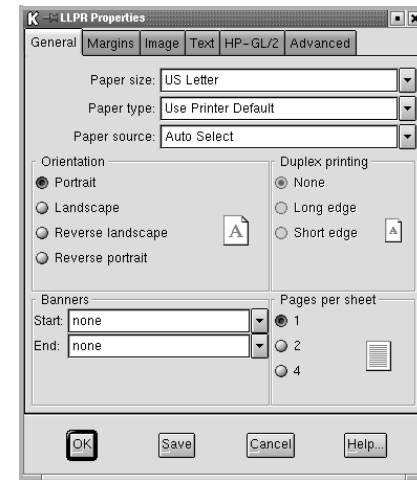 LLPR Properties
General Margins Image Text HP-GL/2 Advanced
Paper size: US Letter
Paper type: Use Printer Default
Paper source: Auto Select
Orientation
Portrait
Landscape
Reverse landscape
Reverse portrait
A
Duplex printing
None
Long edge
Short edge
A
Banners
Start: none
End: none
Pages per sheet
1
2
4
OK Save Cancel Help...